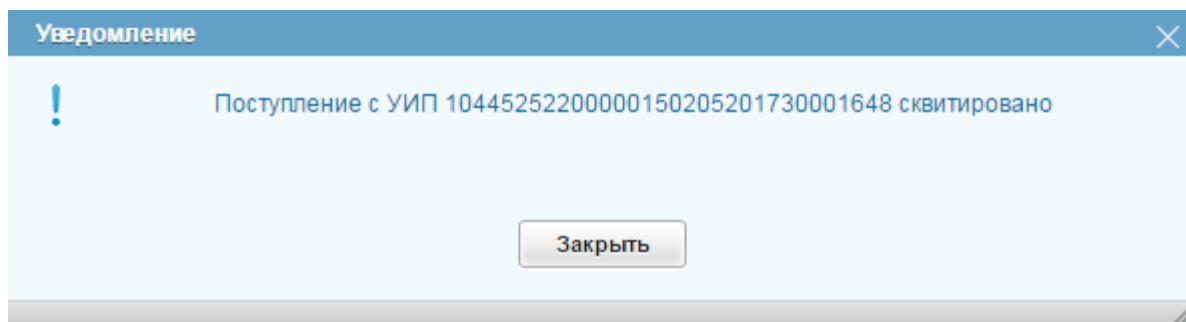 Уведомление
Поступление с УИП 10445252200000150205201730001648 сквитировано
Закрыть